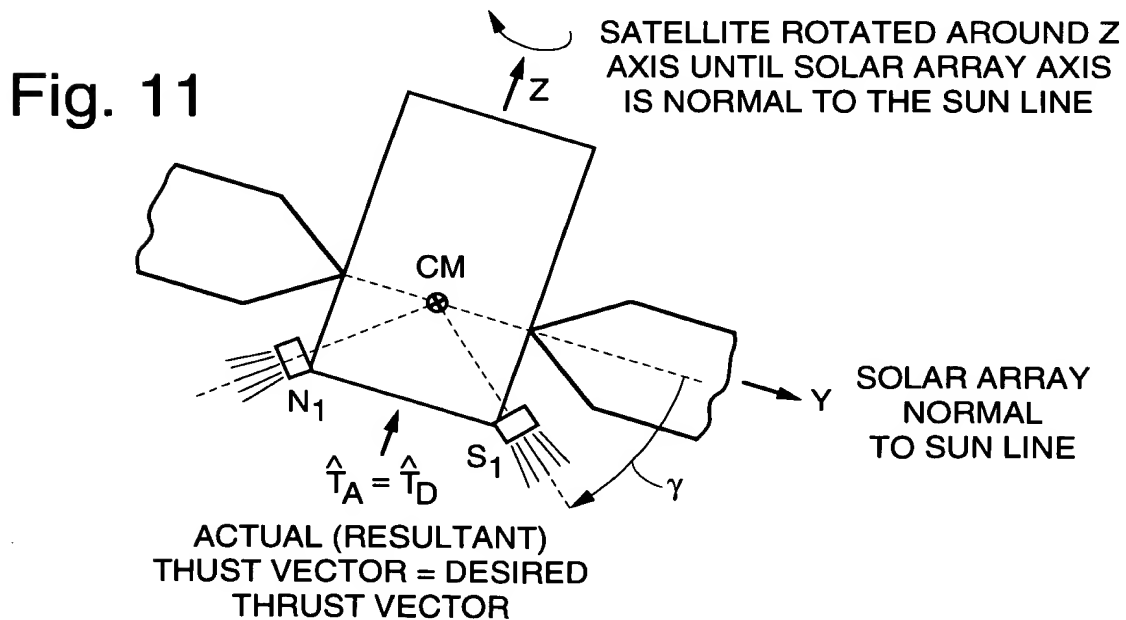 Fig. 11
SATELLITE ROTATED AROUND Z
AXIS UNTIL SOLAR ARRAY AXIS
IS NORMAL TO THE SUN LINE
Z
CM
N1
S1
Y
SOLAR ARRAY
NORMAL
TO SUN LINE
γ
T̂A = T̂D
ACTUAL (RESULTANT)
THUST VECTOR = DESIRED
THRUST VECTOR